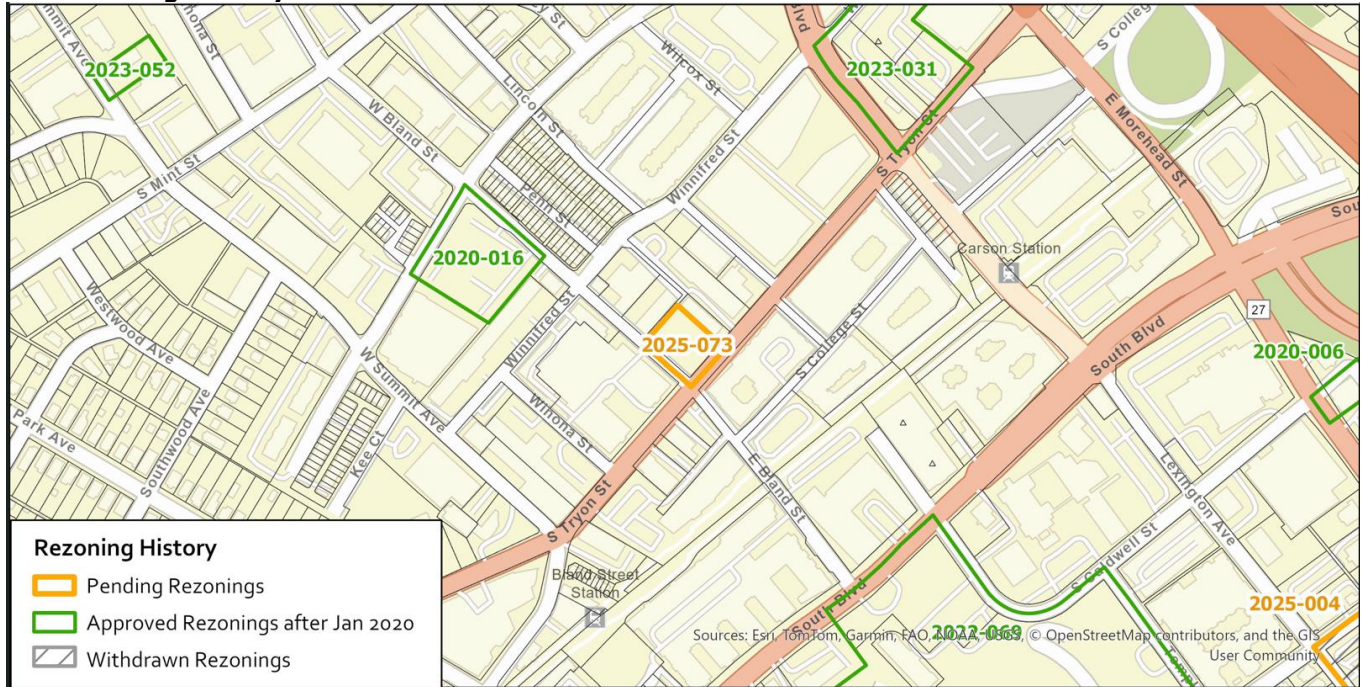 2023-052
2023-031
2020-016
2025-073
2020-006
2025-004
2022-069
S Mint St
W Bland St
Lincoln St
Wilcox St
Penn St
Winnifred St
Winnifred St
S Tryon St
S Tryon St
S College St
E Morehead St
Carson Station
South Blvd
27
Westwood Ave
Southwood Ave
Park Ave
Kee Ct
W Summit Ave
Winona St
E Bland St
Bland Street
Station
South Blvd
S Caldwell St
Lexington Ave
Rezoning History
Pending Rezonings
Approved Rezonings after Jan 2020
Withdrawn Rezonings
Sources: Esri, TomTom, Garmin, FAO, NOAA, USGS, © OpenStreetMap contributors, and the GIS
User Community